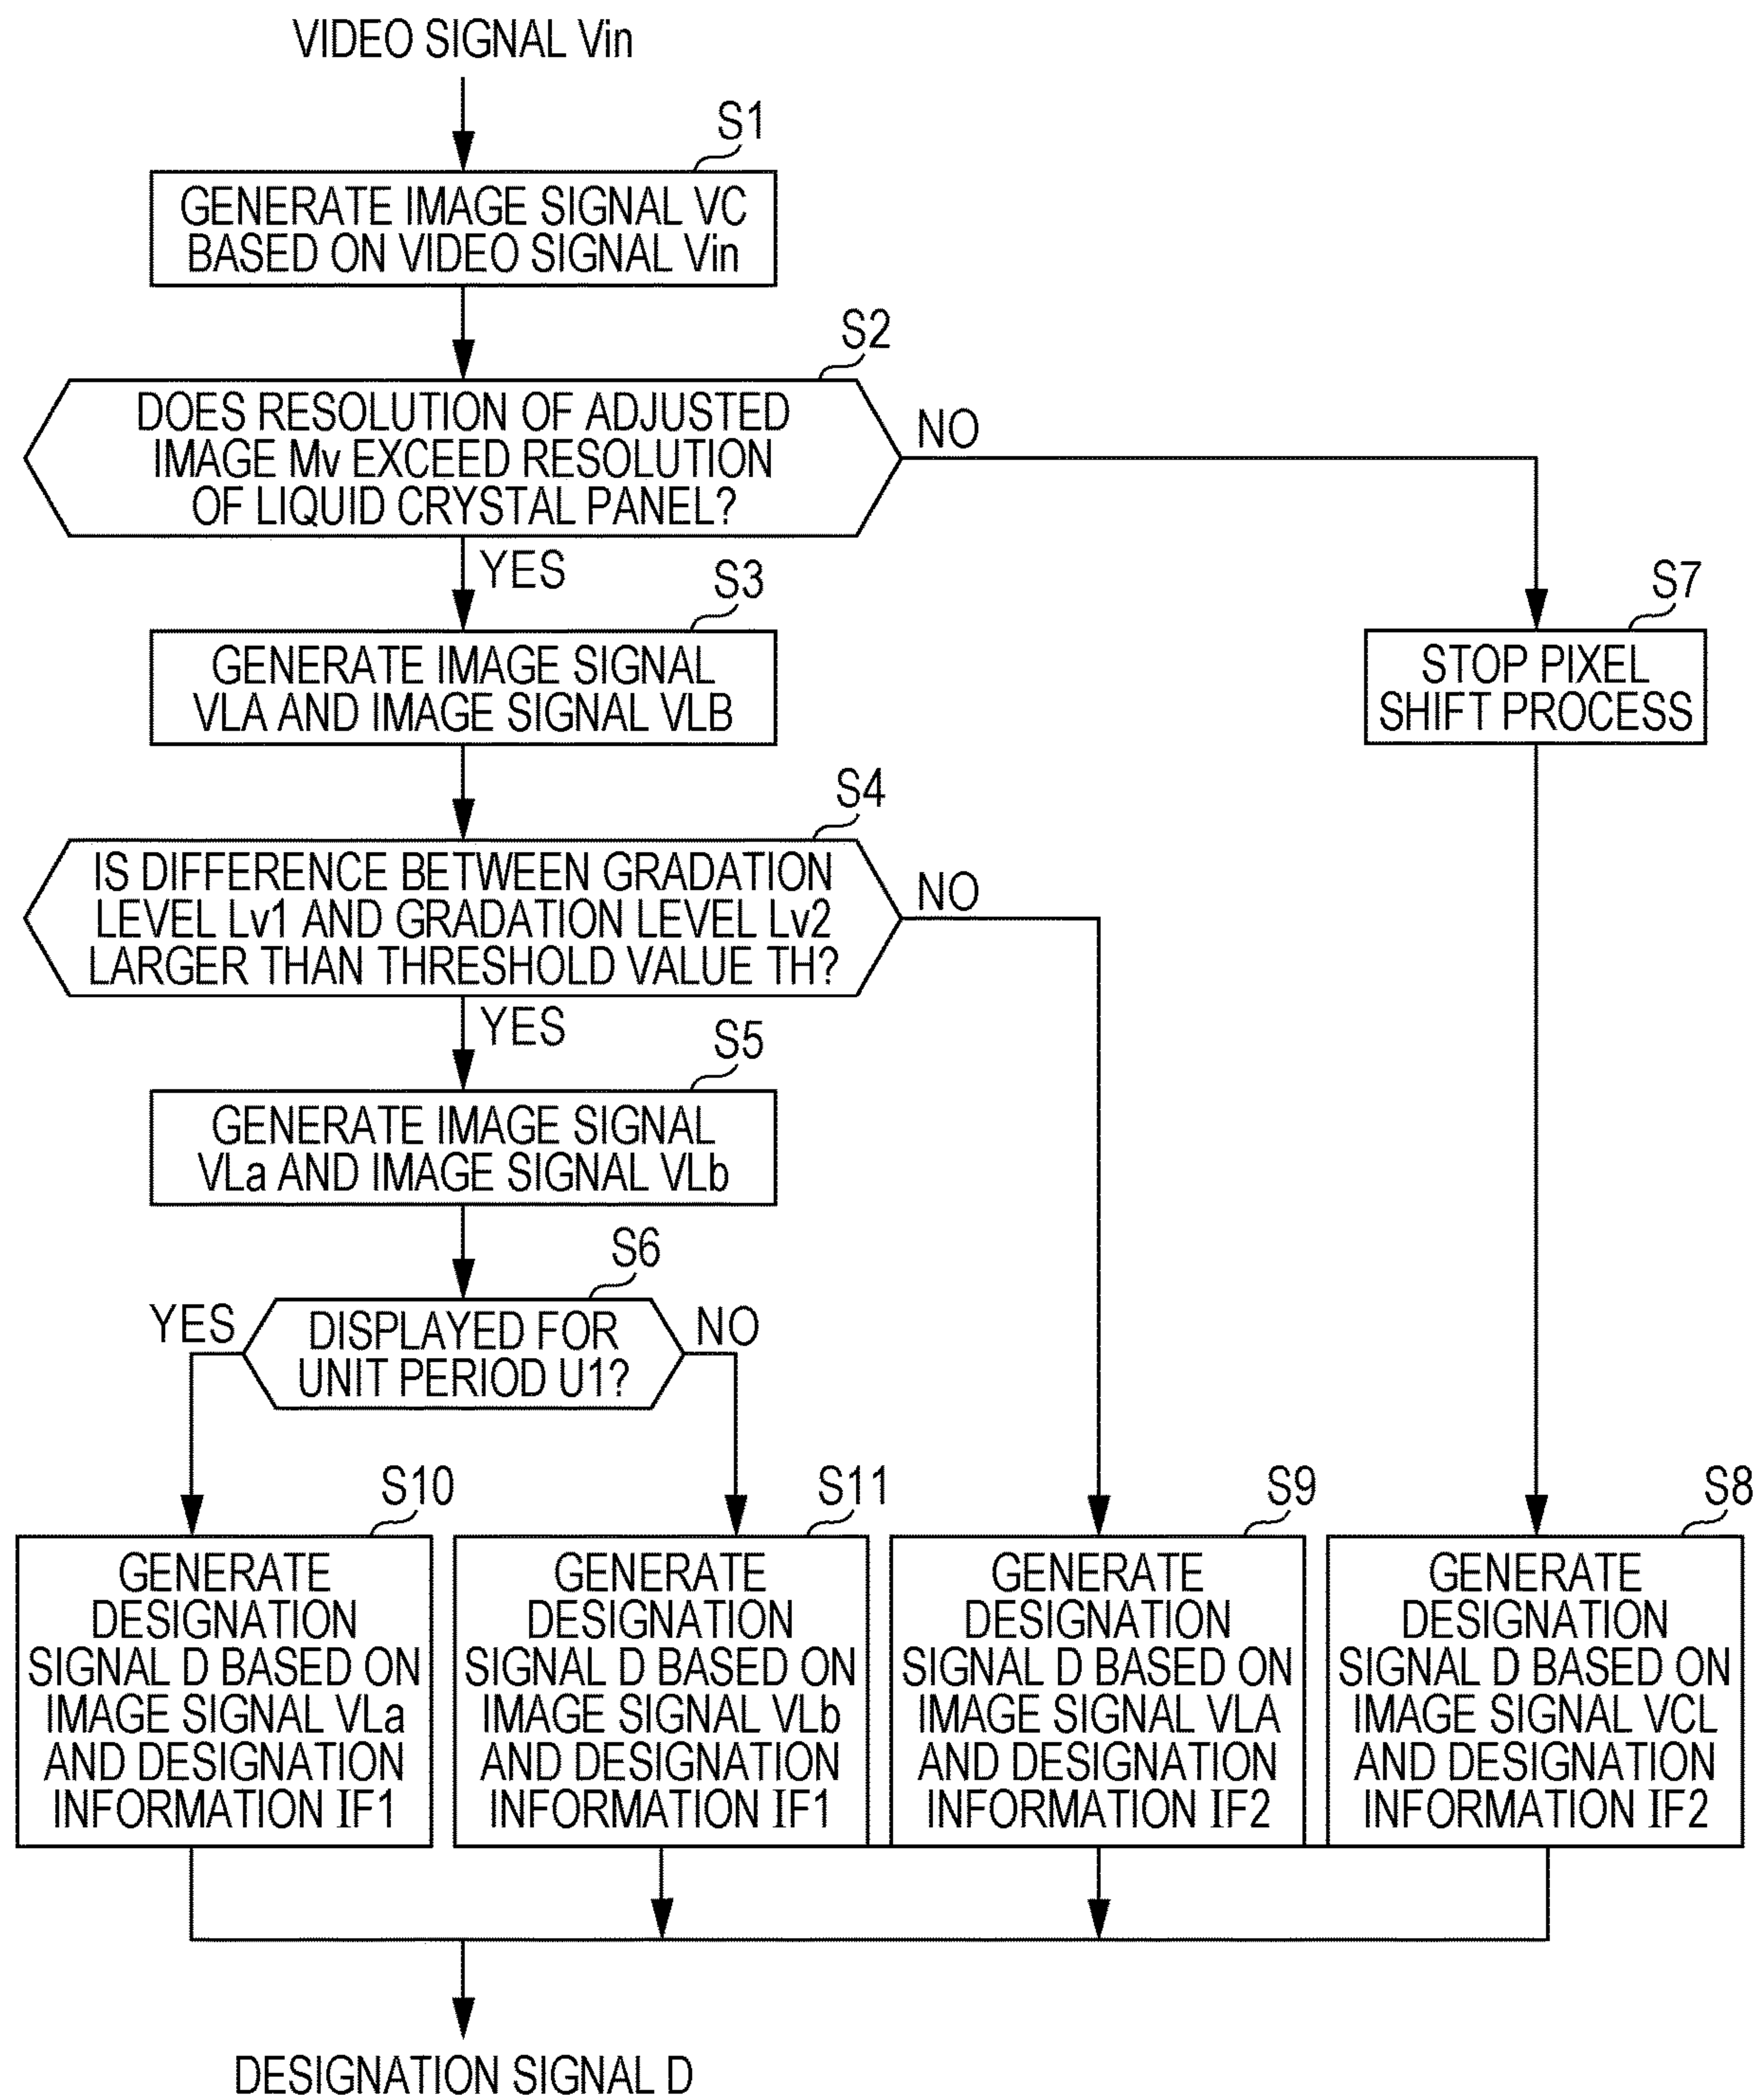 VIDEO SIGNAL Vin
S1
GENERATE IMAGE SIGNAL VC
BASED ON VIDEO SIGNAL Vin
S2
DOES RESOLUTION OF ADJUSTED
IMAGE Mv EXCEED RESOLUTION
OF LIQUID CRYSTAL PANEL?
NO
YES
S3
GENERATE IMAGE SIGNAL
VLA AND IMAGE SIGNAL VLB
S7
STOP PIXEL
SHIFT PROCESS
S4
IS DIFFERENCE BETWEEN GRADATION
LEVEL Lv1 AND GRADATION LEVEL Lv2
LARGER THAN THRESHOLD VALUE TH?
NO
YES
S5
GENERATE IMAGE SIGNAL
VLa AND IMAGE SIGNAL VLb
S6
YES
DISPLAYED FOR
UNIT PERIOD U1?
NO
S10
GENERATE
DESIGNATION
SIGNAL D BASED ON
IMAGE SIGNAL VLa
AND DESIGNATION
INFORMATION IF1
S11
GENERATE
DESIGNATION
SIGNAL D BASED ON
IMAGE SIGNAL VLb
AND DESIGNATION
INFORMATION IF1
S9
GENERATE
DESIGNATION
SIGNAL D BASED ON
IMAGE SIGNAL VLA
AND DESIGNATION
INFORMATION IF2
S8
GENERATE
DESIGNATION
SIGNAL D BASED ON
IMAGE SIGNAL VCL
AND DESIGNATION
INFORMATION IF2
DESIGNATION SIGNAL D